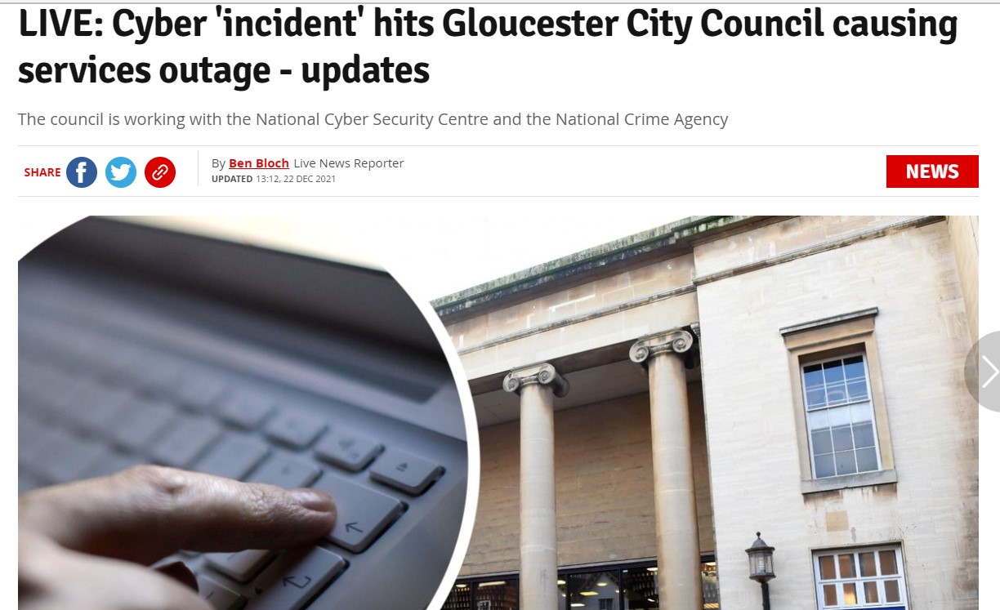 LIVE: Cyber 'incident' hits Gloucester City Council causing
services outage - updates
The council is working with the National Cyber Security Centre and the National Crime Agency
SHARE
By Ben Bloch Live News Reporter
UPDATED 13:12, 22 DEC 2021
NEWS